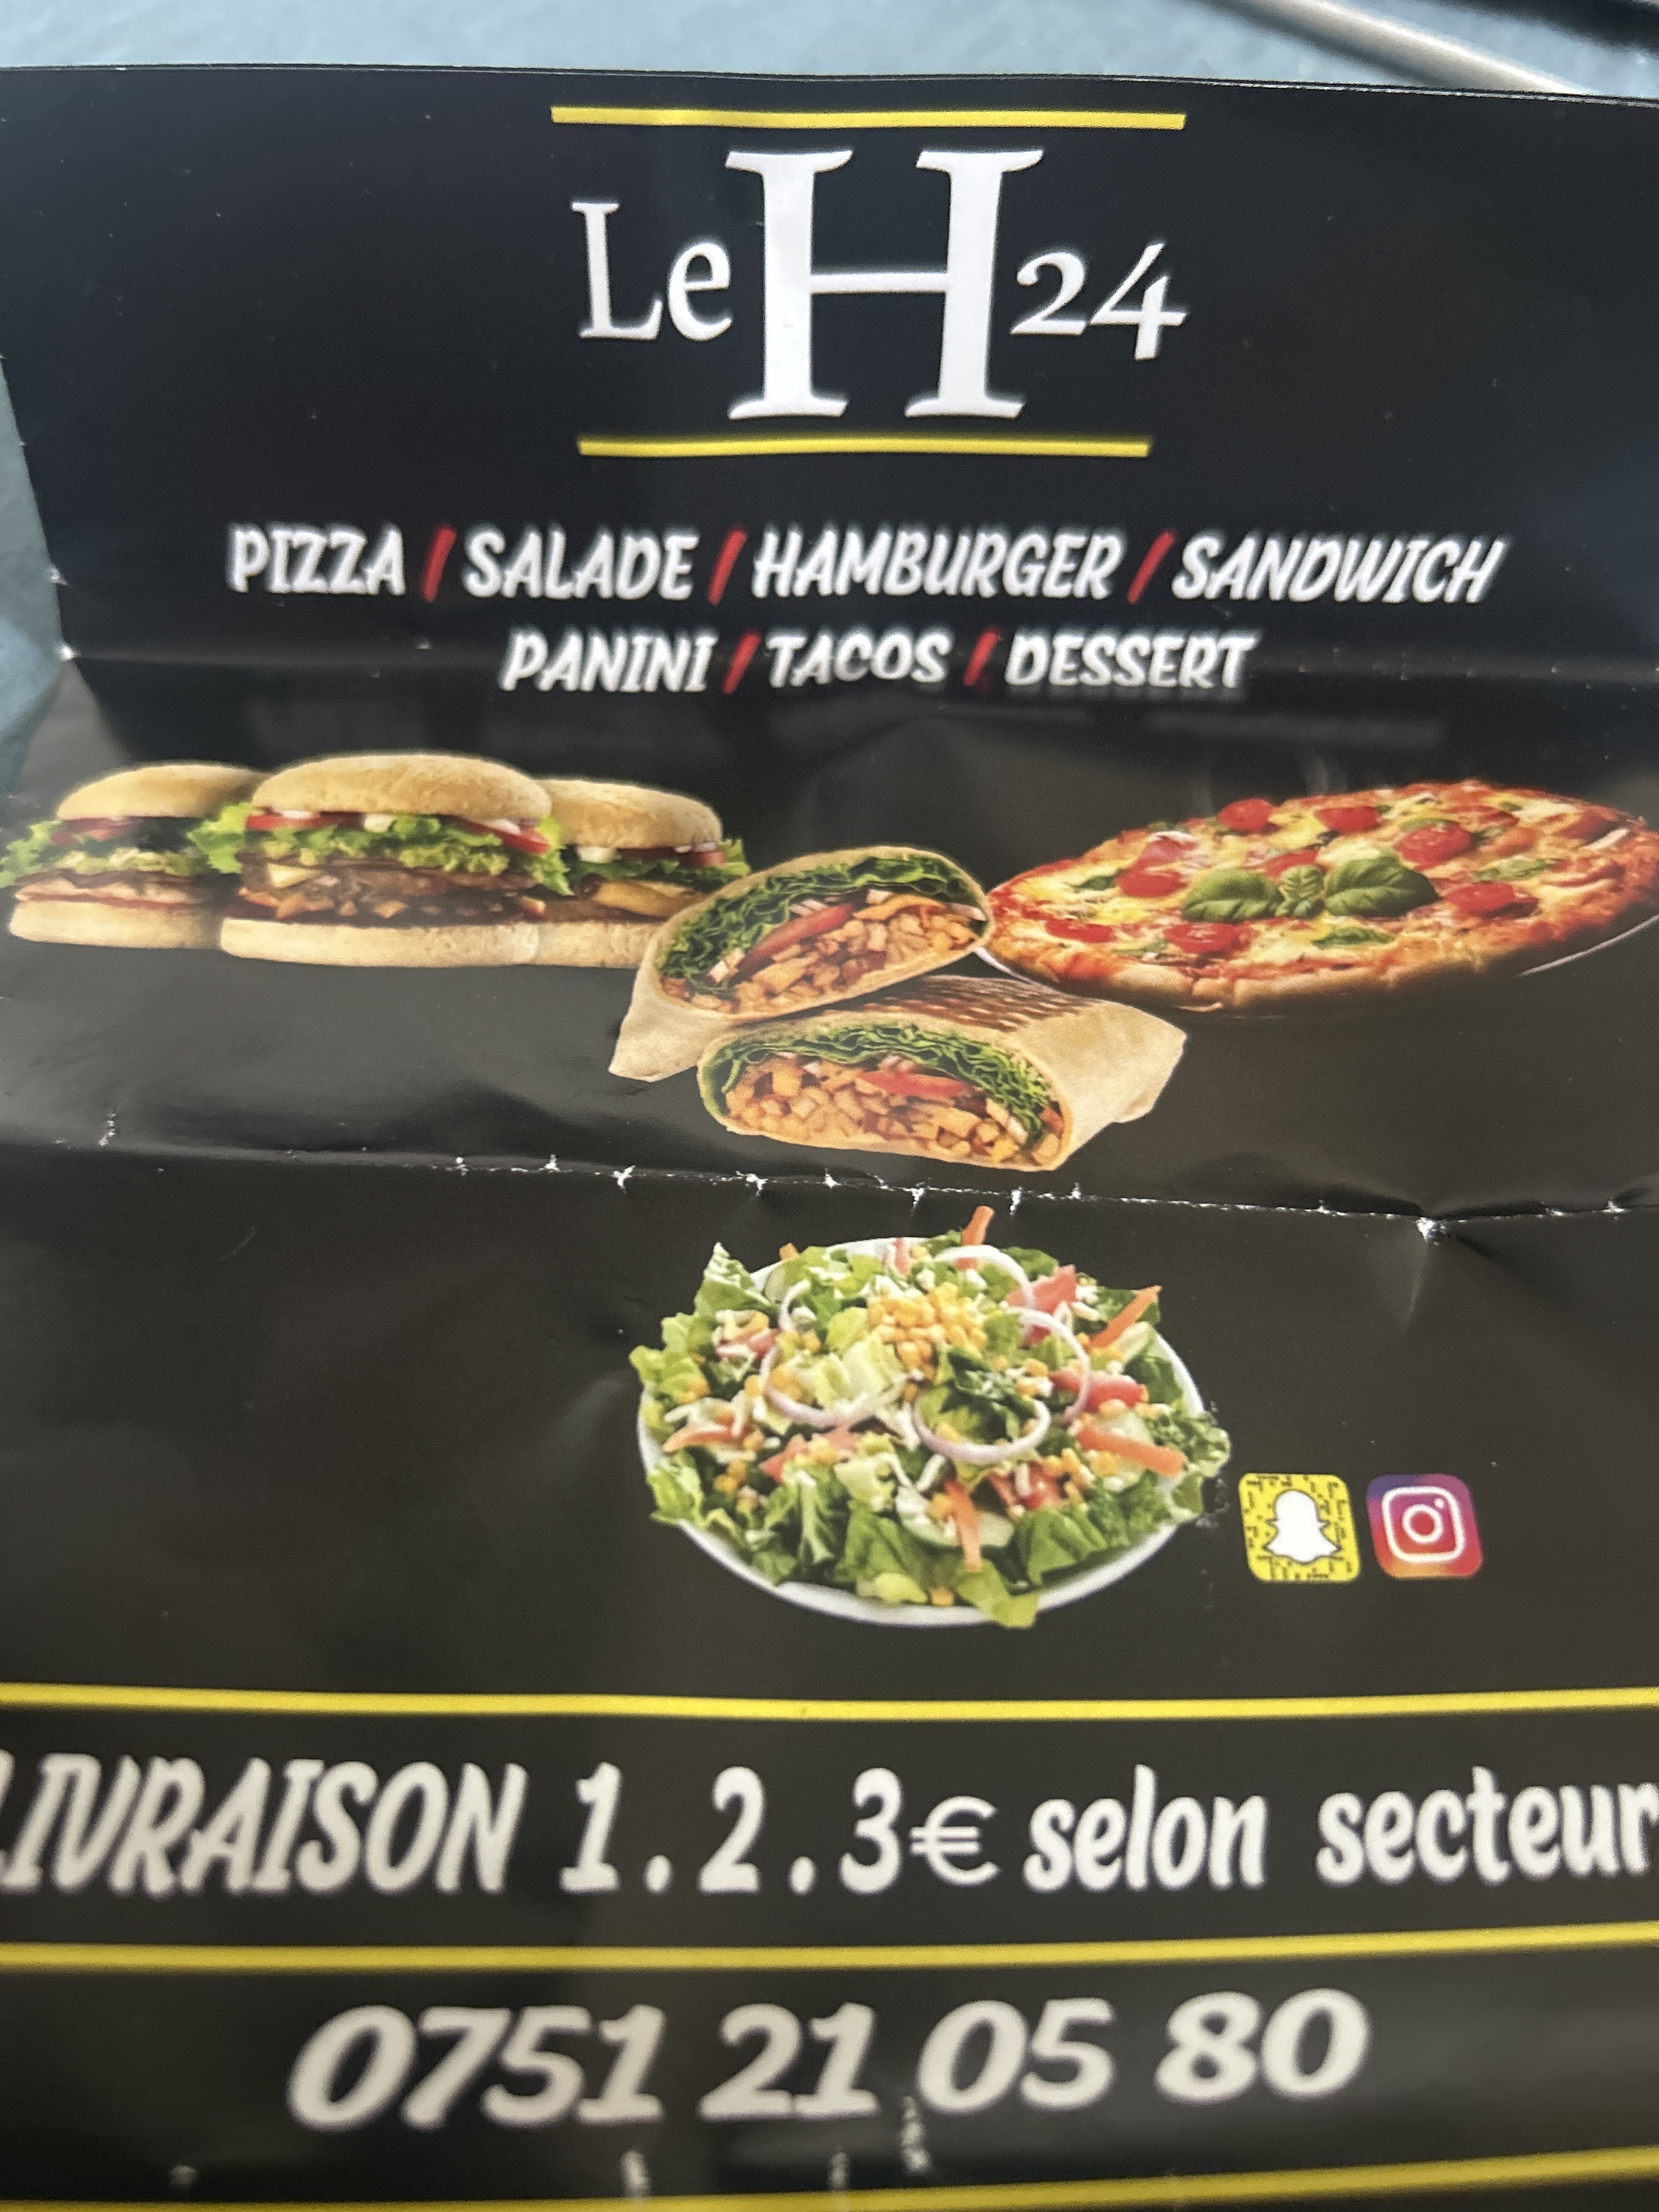 Le H 24
PIZZA / SALADE / HAMBURGER / SANDWICH
PANINI / TACOS / DESSERT
LIVRAISON 1.2.3€ selon secteur
0751 21 05 80